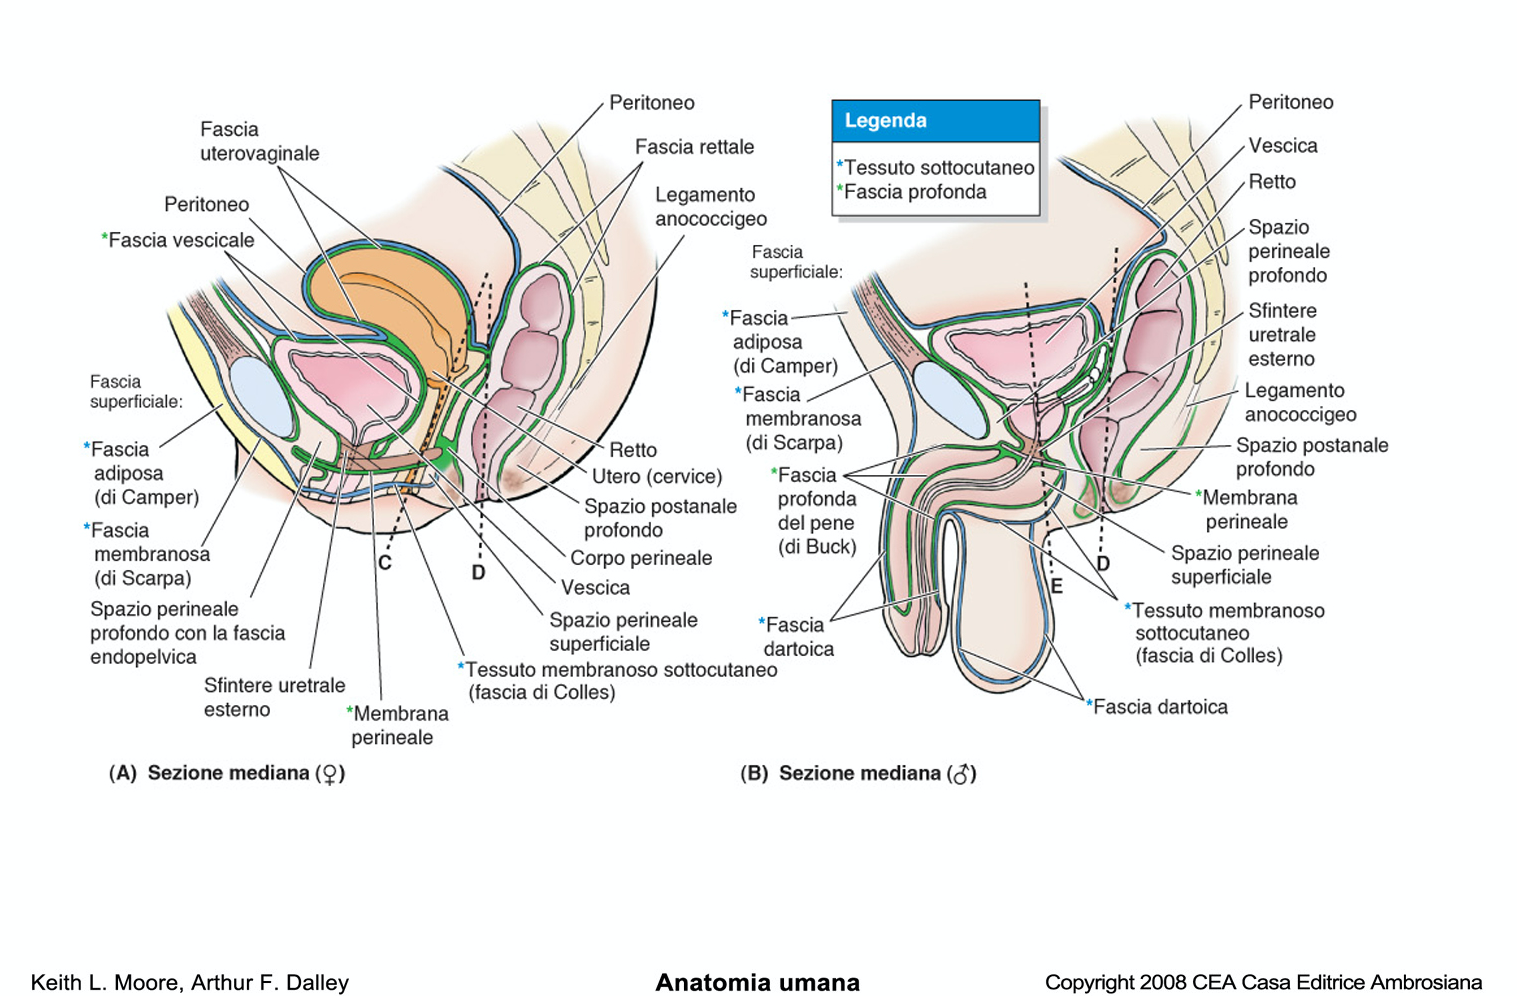 Fascia
uterovaginale
Peritoneo
*Fascia vescicale
Fascia
superficiale:
*Fascia
adiposa
(di Camper)
*Fascia
membranosa
(di Scarpa)
Spazio perineale
profondo con la fascia
endopelvica
Sfintere uretrale
esterno
*Membrana
perineale
Peritoneo
Fascia rettale
Legamento
anococcigeo
Retto
Utero (cervice)
Spazio postanale
profondo
Corpo perineale
Vescica
Spazio perineale
superficiale
*Tessuto membranoso sottocutaneo
(fascia di Colles)
C
D
(A) Sezione mediana (♀)
Legenda
*Tessuto sottocutaneo
*Fascia profonda
Fascia
superficiale:
*Fascia
adiposa
(di Camper)
*Fascia
membranosa
(di Scarpa)
*Fascia
profonda
del pene
(di Buck)
*Fascia
dartoica
Peritoneo
Vescica
Retto
Spazio
perineale
profondo
Sfintere
uretrale
esterno
Legamento
anococcigeo
Spazio postanale
profondo
*Membrana
perineale
Spazio perineale
superficiale
*Tessuto membranoso
sottocutaneo
(fascia di Colles)
*Fascia dartoica
D
E
(B) Sezione mediana (♂)
Keith L. Moore, Arthur F. Dalley
Anatomia umana
Copyright 2008 CEA Casa Editrice Ambrosiana